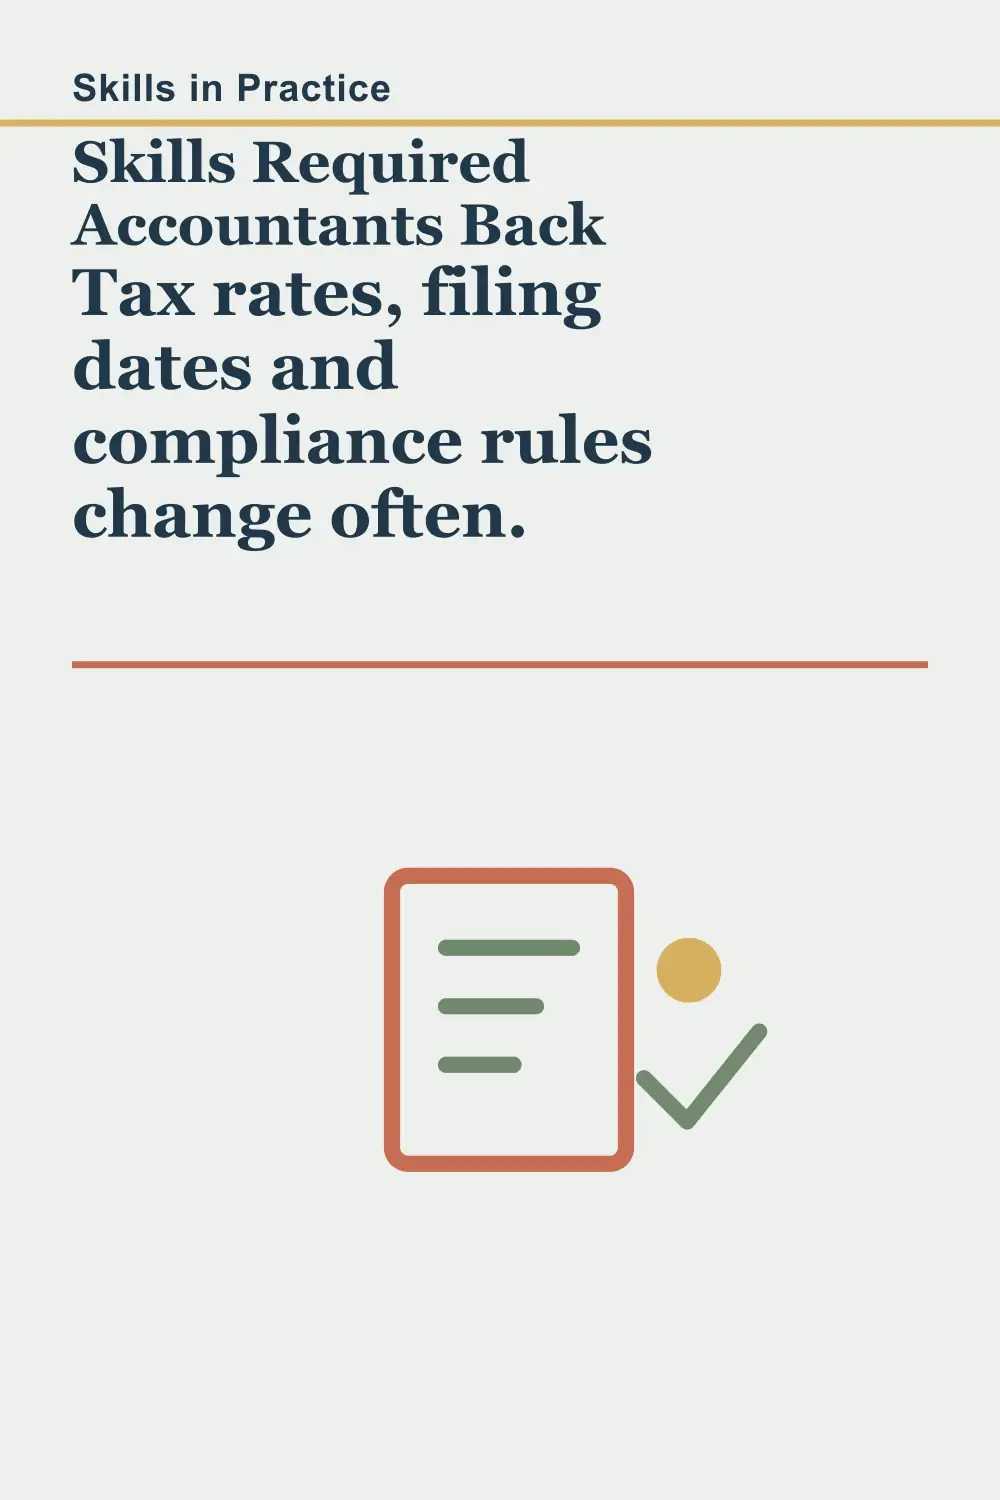 Skills in Practice
Skills Required
Accountants Back
Tax rates, filing
dates and
compliance rules
change often.